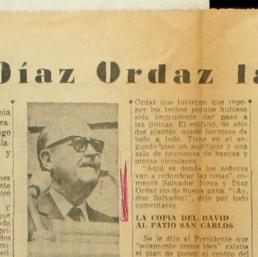 Díaz Ordaz
Ordaz que tuvieron que repo-
ner los techos porque hubiese
sido imprudente dar paso a
las lluvias. El edificio, de sólo
dos plantas, quedó hermoso de
todo a todo. Tiene en el se-
gundo piso un auditorio y una
sala de reuniones de bancas y
mesas circulares
"Aquí es donde los señores
van a redondear las cosas", co-
mentó Salvador Novo y Díaz
Ordaz rió de buena gana. "¡Ay,
don Salvador!", dijo por todo
comentario.
LA COPIA DEL DAVID
AL PATIO SAN CARLOS
Se le dijo al Presidente que
"solamente como idea" existía
el plan de poner al centro del